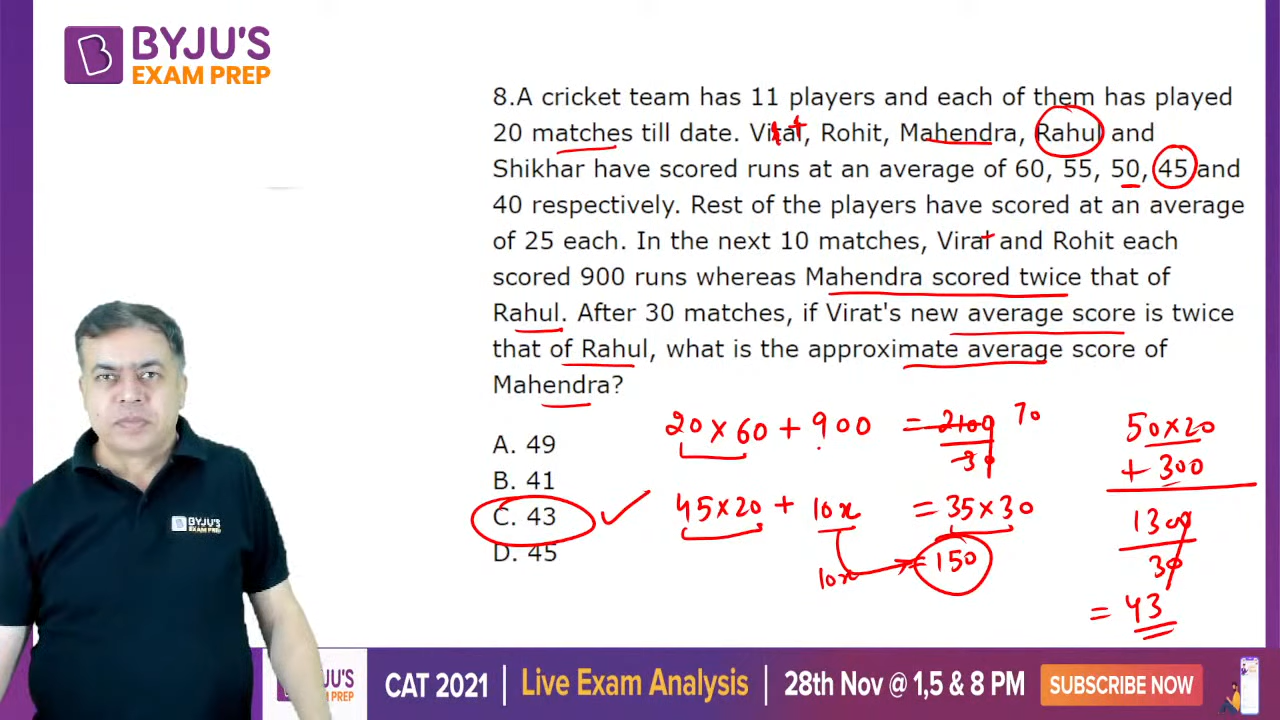 BYJU'S
EXAM PREP
8.A cricket team has 11 players and each of them has played
20 matches till date. Virat, Rohit, Mahendra, Rahul and
Shikhar have scored runs at an average of 60, 55, 50, 45 and
40 respectively. Rest of the players have scored at an average
of 25 each. In the next 10 matches, Virat and Rohit each
scored 900 runs whereas Mahendra scored twice that of
Rahul. After 30 matches, if Virat's new average score is twice
that of Rahul, what is the approximate average score of
Mahendra?
A. 49
B. 41
C. 43
D. 45
20 × 60 + 900 = 2100 70
30
45 × 20 + 10x = 35 × 30
10x = 150
50 × 20
+ 300
1300
30
= 43
BYJU'S
EXAM PREP
JU'S
PREP
CAT 2021 | Live Exam Analysis | 28th Nov @ 1,5 & 8 PM
SUBSCRIBE NOW